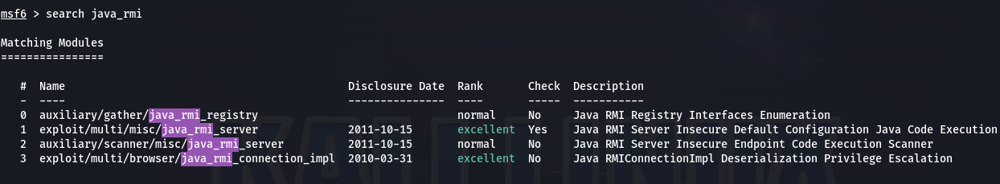 msf6 > search java_rmi
Matching Modules
================
#  Name                                            Disclosure Date  Rank       Check  Description
-  ----                                            ---------------  ----       -----  -----------
0  auxiliary/gather/java_rmi_registry                               normal     No     Java RMI Registry Interfaces Enumeration
1  exploit/multi/misc/java_rmi_server              2011-10-15       excellent  Yes    Java RMI Server Insecure Default Configuration Java Code Execution
2  auxiliary/scanner/misc/java_rmi_server          2011-10-15       normal     No     Java RMI Server Insecure Endpoint Code Execution Scanner
3  exploit/multi/browser/java_rmi_connection_impl  2010-03-31       excellent  No     Java RMIConnectionImpl Deserialization Privilege Escalation